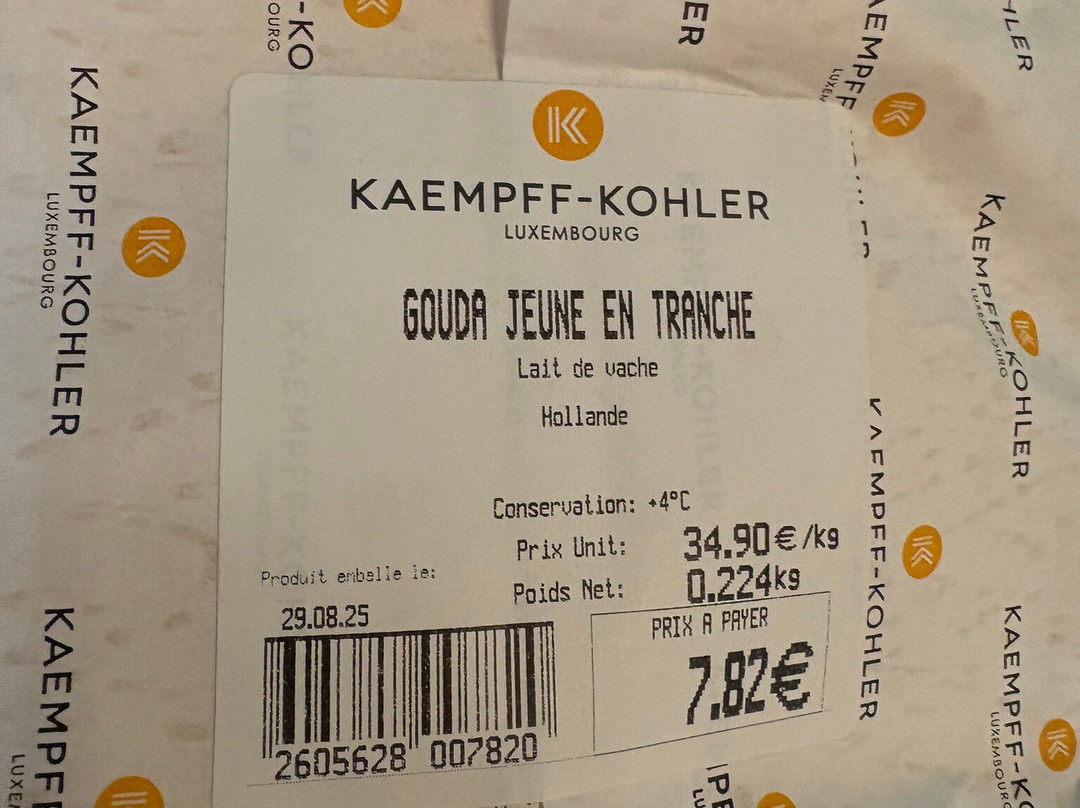 KAEMPFF-KOHLER
LUXEMBOURG
GOUDA JEUNE EN TRANCHE
Lait de vache
Hollande
Conservation: +4°C
Prix Unit: 34.90€/kg
Produit emballe le:
Poids Net: 0.224kg
29.08.25
PRIX A PAYER
7.82€
2605628 007820
KAEMPFF-KOHLER
LUXEMBOURG
KAEMPFF-KOHLER
LUXEMBOURG
KAEMPFF-KOHLER